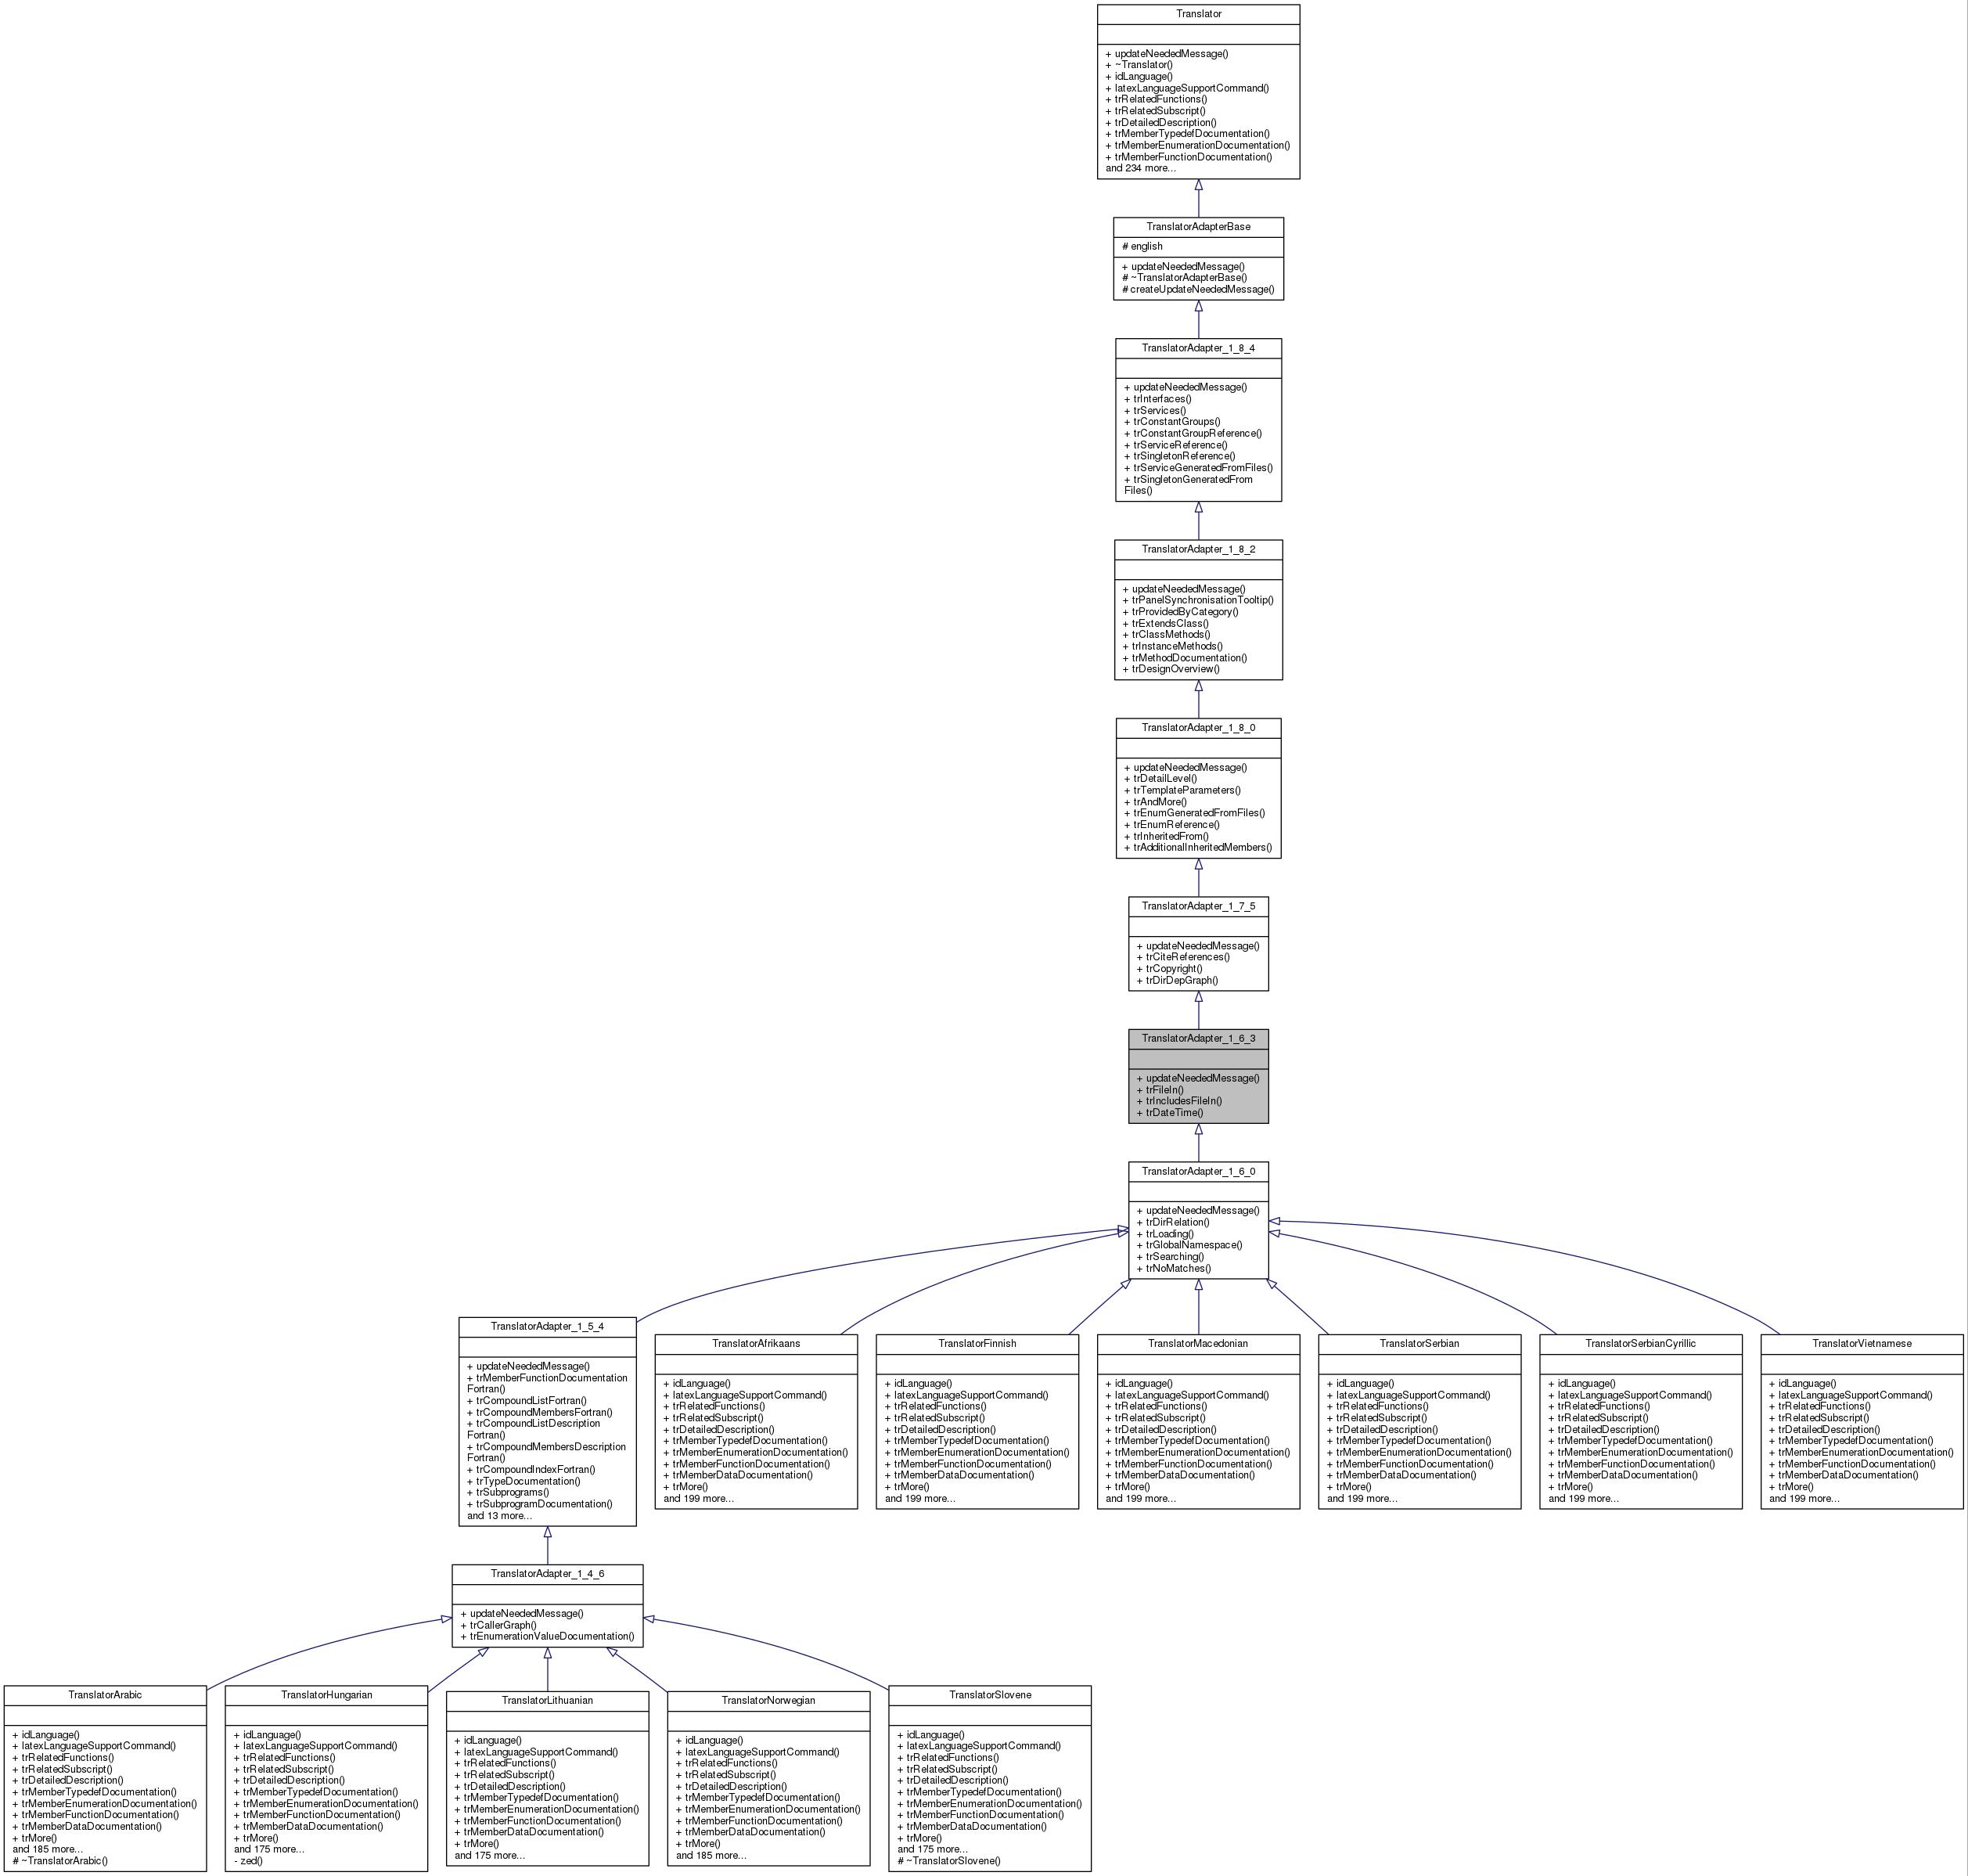 Translator
+ updateNeededMessage()
+ ~Translator()
+ idLanguage()
+ latexLanguageSupportCommand()
+ trRelatedFunctions()
+ trRelatedSubscript()
+ trDetailedDescription()
+ trMemberTypedefDocumentation()
+ trMemberEnumerationDocumentation()
+ trMemberFunctionDocumentation()
and 234 more...
TranslatorAdapterBase
# english
+ updateNeededMessage()
# ~TranslatorAdapterBase()
# createUpdateNeededMessage()
TranslatorAdapter_1_8_4
+ updateNeededMessage()
+ trInterfaces()
+ trServices()
+ trConstantGroups()
+ trConstantGroupReference()
+ trServiceReference()
+ trSingletonReference()
+ trServiceGeneratedFromFiles()
+ trSingletonGeneratedFrom
Files()
TranslatorAdapter_1_8_2
+ updateNeededMessage()
+ trPanelSynchronisationTooltip()
+ trProvidedByCategory()
+ trExtendsClass()
+ trClassMethods()
+ trInstanceMethods()
+ trMethodDocumentation()
+ trDesignOverview()
TranslatorAdapter_1_8_0
+ updateNeededMessage()
+ trDetailLevel()
+ trTemplateParameters()
+ trAndMore()
+ trEnumGeneratedFromFiles()
+ trEnumReference()
+ trInheritedFrom()
+ trAdditionalInheritedMembers()
TranslatorAdapter_1_7_5
+ updateNeededMessage()
+ trCiteReferences()
+ trCopyright()
+ trDirDepGraph()
TranslatorAdapter_1_6_3
+ updateNeededMessage()
+ trFileIn()
+ trIncludesFileIn()
+ trDateTime()
TranslatorAdapter_1_6_0
+ updateNeededMessage()
+ trDirRelation()
+ trLoading()
+ trGlobalNamespace()
+ trSearching()
+ trNoMatches()
TranslatorAdapter_1_5_4
+ updateNeededMessage()
+ trMemberFunctionDocumentation
Fortran()
+ trCompoundListFortran()
+ trCompoundMembersFortran()
+ trCompoundListDescription
Fortran()
+ trCompoundMembersDescription
Fortran()
+ trCompoundIndexFortran()
+ trTypeDocumentation()
+ trSubprograms()
+ trSubprogramDocumentation()
and 13 more...
TranslatorAfrikaans
+ idLanguage()
+ latexLanguageSupportCommand()
+ trRelatedFunctions()
+ trRelatedSubscript()
+ trDetailedDescription()
+ trMemberTypedefDocumentation()
+ trMemberEnumerationDocumentation()
+ trMemberFunctionDocumentation()
+ trMemberDataDocumentation()
+ trMore()
and 199 more...
TranslatorFinnish
+ idLanguage()
+ latexLanguageSupportCommand()
+ trRelatedFunctions()
+ trRelatedSubscript()
+ trDetailedDescription()
+ trMemberTypedefDocumentation()
+ trMemberEnumerationDocumentation()
+ trMemberFunctionDocumentation()
+ trMemberDataDocumentation()
+ trMore()
and 199 more...
TranslatorMacedonian
+ idLanguage()
+ latexLanguageSupportCommand()
+ trRelatedFunctions()
+ trRelatedSubscript()
+ trDetailedDescription()
+ trMemberTypedefDocumentation()
+ trMemberEnumerationDocumentation()
+ trMemberFunctionDocumentation()
+ trMemberDataDocumentation()
+ trMore()
and 199 more...
TranslatorSerbian
+ idLanguage()
+ latexLanguageSupportCommand()
+ trRelatedFunctions()
+ trRelatedSubscript()
+ trDetailedDescription()
+ trMemberTypedefDocumentation()
+ trMemberEnumerationDocumentation()
+ trMemberFunctionDocumentation()
+ trMemberDataDocumentation()
+ trMore()
and 199 more...
TranslatorSerbianCyrillic
+ idLanguage()
+ latexLanguageSupportCommand()
+ trRelatedFunctions()
+ trRelatedSubscript()
+ trDetailedDescription()
+ trMemberTypedefDocumentation()
+ trMemberEnumerationDocumentation()
+ trMemberFunctionDocumentation()
+ trMemberDataDocumentation()
+ trMore()
and 199 more...
TranslatorVietnamese
+ idLanguage()
+ latexLanguageSupportCommand()
+ trRelatedFunctions()
+ trRelatedSubscript()
+ trDetailedDescription()
+ trMemberTypedefDocumentation()
+ trMemberEnumerationDocumentation()
+ trMemberFunctionDocumentation()
+ trMemberDataDocumentation()
+ trMore()
and 199 more...
TranslatorAdapter_1_4_6
+ updateNeededMessage()
+ trCallerGraph()
+ trEnumerationValueDocumentation()
TranslatorArabic
+ idLanguage()
+ latexLanguageSupportCommand()
+ trRelatedFunctions()
+ trRelatedSubscript()
+ trDetailedDescription()
+ trMemberTypedefDocumentation()
+ trMemberEnumerationDocumentation()
+ trMemberFunctionDocumentation()
+ trMemberDataDocumentation()
+ trMore()
and 185 more...
# ~TranslatorArabic()
TranslatorHungarian
+ idLanguage()
+ latexLanguageSupportCommand()
+ trRelatedFunctions()
+ trRelatedSubscript()
+ trDetailedDescription()
+ trMemberTypedefDocumentation()
+ trMemberEnumerationDocumentation()
+ trMemberFunctionDocumentation()
+ trMemberDataDocumentation()
+ trMore()
and 175 more...
- zed()
TranslatorLithuanian
+ idLanguage()
+ latexLanguageSupportCommand()
+ trRelatedFunctions()
+ trRelatedSubscript()
+ trDetailedDescription()
+ trMemberTypedefDocumentation()
+ trMemberEnumerationDocumentation()
+ trMemberFunctionDocumentation()
+ trMemberDataDocumentation()
+ trMore()
and 175 more...
TranslatorNorwegian
+ idLanguage()
+ latexLanguageSupportCommand()
+ trRelatedFunctions()
+ trRelatedSubscript()
+ trDetailedDescription()
+ trMemberTypedefDocumentation()
+ trMemberEnumerationDocumentation()
+ trMemberFunctionDocumentation()
+ trMemberDataDocumentation()
+ trMore()
and 185 more...
TranslatorSlovene
+ idLanguage()
+ latexLanguageSupportCommand()
+ trRelatedFunctions()
+ trRelatedSubscript()
+ trDetailedDescription()
+ trMemberTypedefDocumentation()
+ trMemberEnumerationDocumentation()
+ trMemberFunctionDocumentation()
+ trMemberDataDocumentation()
+ trMore()
and 175 more...
# ~TranslatorSlovene()